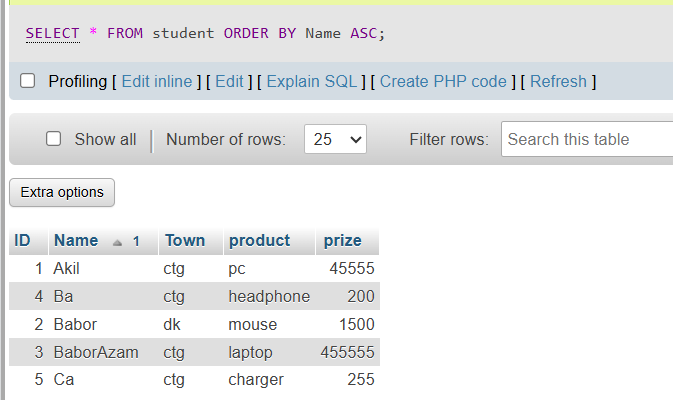 SELECT * FROM student ORDER BY Name ASC;
Profiling [ Edit inline ] [ Edit ] [ Explain SQL ] [ Create PHP code ] [ Refresh ]
Show all Number of rows: 25 Filter rows: Search this table
Extra options
ID Name 1 Town product prize
1 Akil ctg pc 45555
4 Ba ctg headphone 200
2 Babor dk mouse 1500
3 BaborAzam ctg laptop 455555
5 Ca ctg charger 255